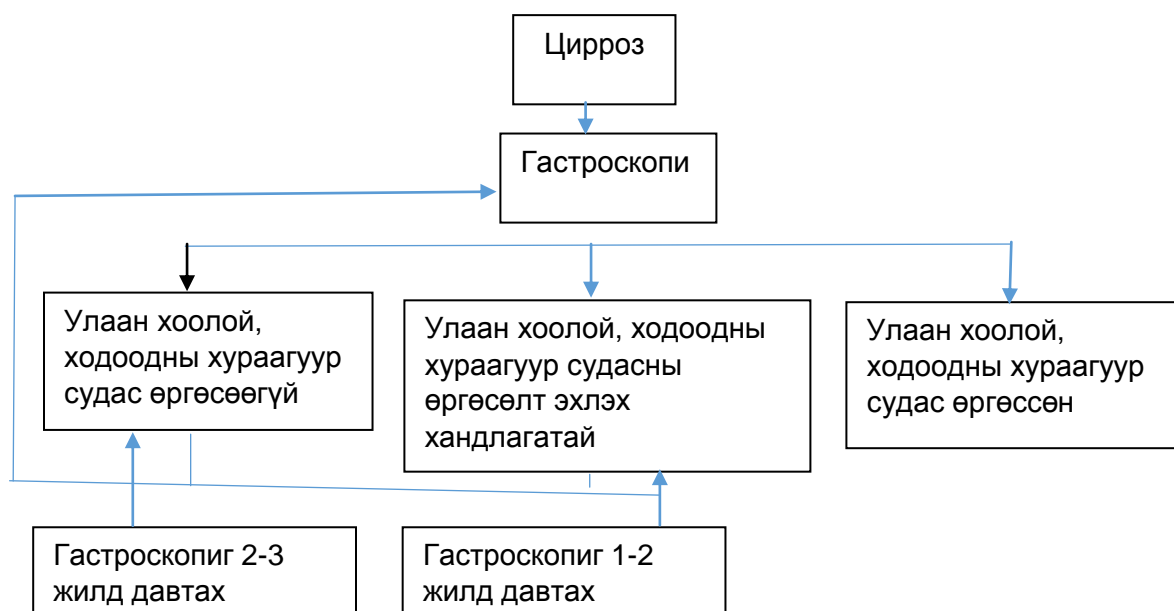 Цирроз
Гастроскопи
Улаан хоолой,
ходоодны хураагуур
судас өргөсөөгүй
Улаан хоолой, ходоодны
хураагуур судасны
өргөсөлт эхлэх
хандлагатай
Улаан хоолой,
ходоодны хураагуур
судас өргөссөн
Гастроскопиг 2-3
жилд давтах
Гастроскопиг 1-2
жилд давтах